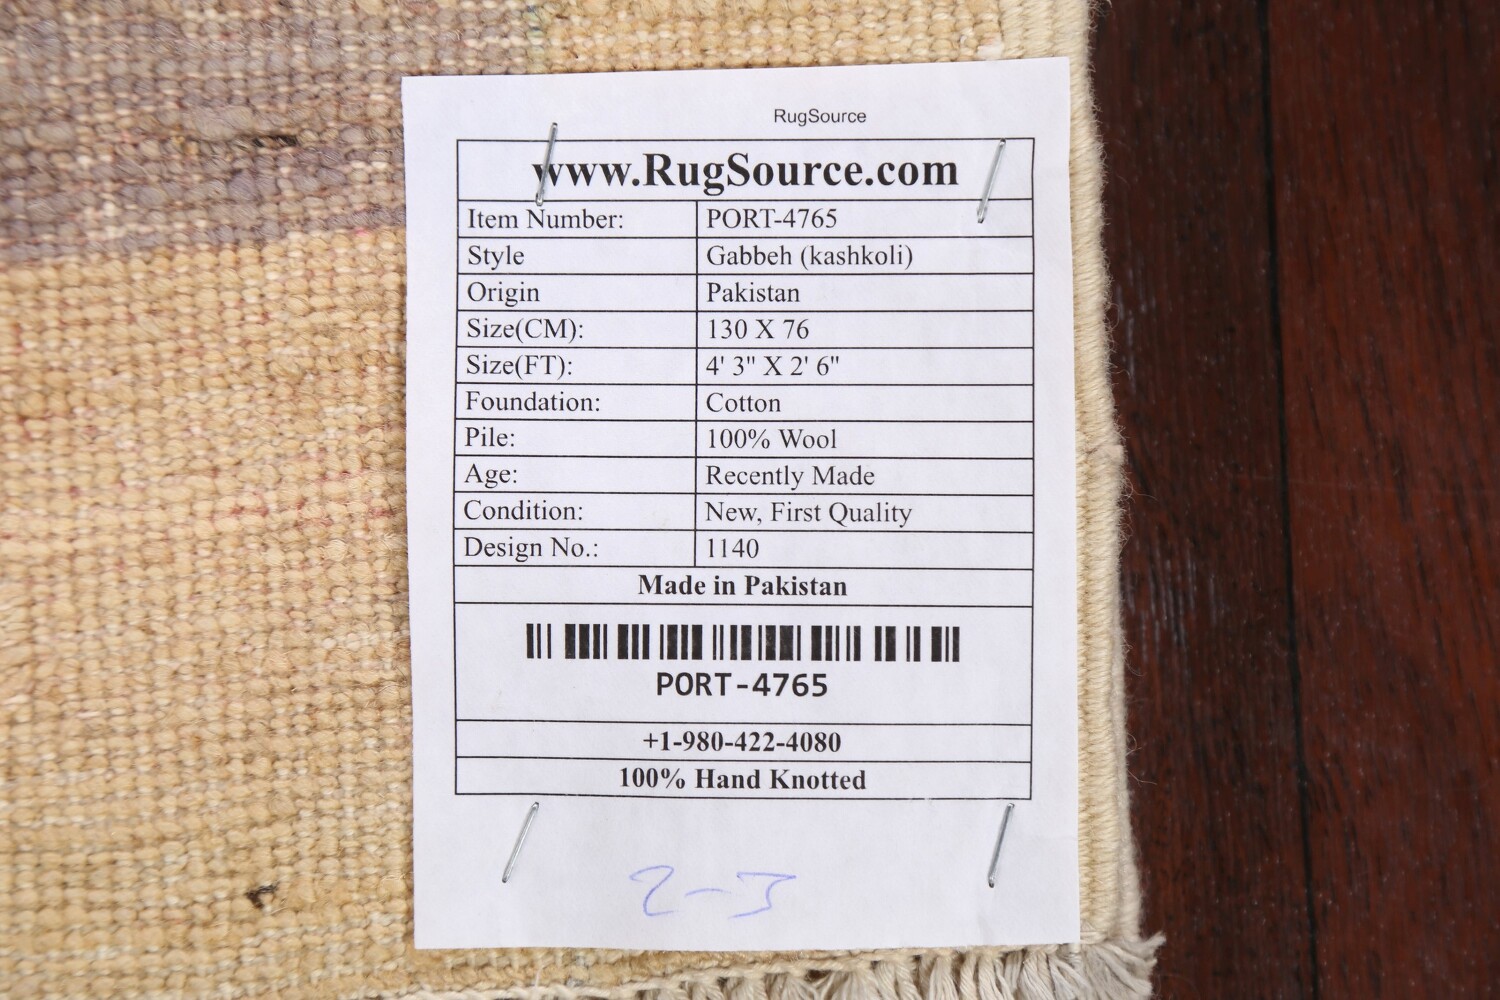 RugSource
www.RugSource.com
Item Number: PORT-4765
Style Gabbeh (kashkoli)
Origin Pakistan
Size(CM): 130 X 76
Size(FT): 4' 3" X 2' 6"
Foundation: Cotton
Pile: 100% Wool
Age: Recently Made
Condition: New, First Quality
Design No.: 1140
Made in Pakistan
PORT-4765
+1-980-422-4080
100% Hand Knotted
2-3